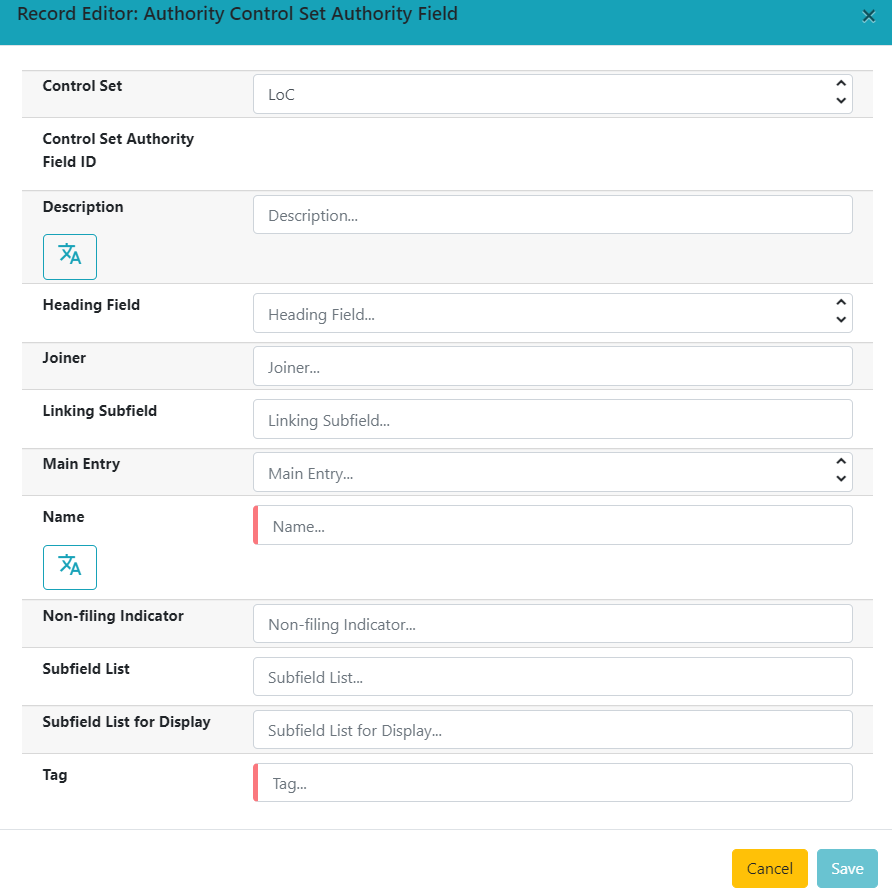 Record Editor: Authority Control Set Authority Field ×
Control Set LoC
Control Set Authority
Field ID
Description Description...
Heading Field Heading Field...
Joiner Joiner...
Linking Subfield Linking Subfield...
Main Entry Main Entry...
Name Name...
Non-filing Indicator Non-filing Indicator...
Subfield List Subfield List...
Subfield List for Display Subfield List for Display...
Tag Tag...
Cancel Save